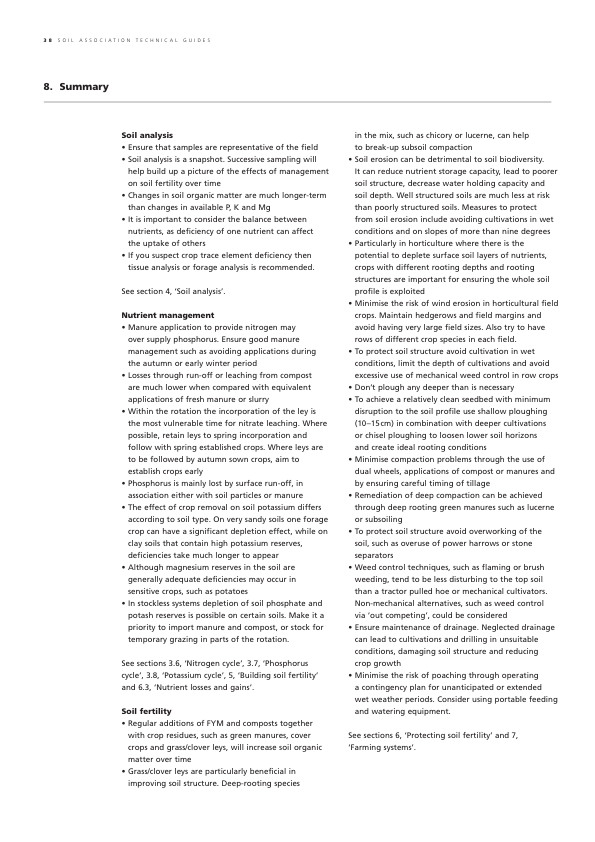 38 SOIL ASSOCIATION TECHNICAL GUIDES
8. Summary
Soil analysis
• Ensure that samples are representative of the field
• Soil analysis is a snapshot. Successive sampling will
help build up a picture of the effects of management
on soil fertility over time
• Changes in soil organic matter are much longer-term
than changes in available P, K and Mg
• It is important to consider the balance between
nutrients, as deficiency of one nutrient can affect
the uptake of others
• If you suspect crop trace element deficiency then
tissue analysis or forage analysis is recommended.
See section 4, ‘Soil analysis’.
Nutrient management
• Manure application to provide nitrogen may
over supply phosphorus. Ensure good manure
management such as avoiding applications during
the autumn or early winter period
• Losses through run-off or leaching from compost
are much lower when compared with equivalent
applications of fresh manure or slurry
• Within the rotation the incorporation of the ley is
the most vulnerable time for nitrate leaching. Where
possible, retain leys to spring incorporation and
follow with spring established crops. Where leys are
to be followed by autumn sown crops, aim to
establish crops early
• Phosphorus is mainly lost by surface run-off, in
association either with soil particles or manure
• The effect of crop removal on soil potassium differs
according to soil type. On very sandy soils one forage
crop can have a significant depletion effect, while on
clay soils that contain high potassium reserves,
deficiencies take much longer to appear
• Although magnesium reserves in the soil are
generally adequate deficiencies may occur in
sensitive crops, such as potatoes
• In stockless systems depletion of soil phosphate and
potash reserves is possible on certain soils. Make it a
priority to import manure and compost, or stock for
temporary grazing in parts of the rotation.
See sections 3.6, ‘Nitrogen cycle’, 3.7, ‘Phosphorus
cycle’, 3.8, ‘Potassium cycle’, 5, ‘Building soil fertility’
and 6.3, ‘Nutrient losses and gains’.
Soil fertility
• Regular additions of FYM and composts together
with crop residues, such as green manures, cover
crops and grass/clover leys, will increase soil organic
matter over time
• Grass/clover leys are particularly beneficial in
improving soil structure. Deep-rooting species
in the mix, such as chicory or lucerne, can help
to break-up subsoil compaction
• Soil erosion can be detrimental to soil biodiversity.
It can reduce nutrient storage capacity, lead to poorer
soil structure, decrease water holding capacity and
soil depth. Well structured soils are much less at risk
than poorly structured soils. Measures to protect
from soil erosion include avoiding cultivations in wet
conditions and on slopes of more than nine degrees
• Particularly in horticulture where there is the
potential to deplete surface soil layers of nutrients,
crops with different rooting depths and rooting
structures are important for ensuring the whole soil
profile is exploited
• Minimise the risk of wind erosion in horticultural field
crops. Maintain hedgerows and field margins and
avoid having very large field sizes. Also try to have
rows of different crop species in each field.
• To protect soil structure avoid cultivation in wet
conditions, limit the depth of cultivations and avoid
excessive use of mechanical weed control in row crops
• Don’t plough any deeper than is necessary
• To achieve a relatively clean seedbed with minimum
disruption to the soil profile use shallow ploughing
(10–15cm) in combination with deeper cultivations
or chisel ploughing to loosen lower soil horizons
and create ideal rooting conditions
• Minimise compaction problems through the use of
dual wheels, applications of compost or manures and
by ensuring careful timing of tillage
• Remediation of deep compaction can be achieved
through deep rooting green manures such as lucerne
or subsoiling
• To protect soil structure avoid overworking of the
soil, such as overuse of power harrows or stone
separators
• Weed control techniques, such as flaming or brush
weeding, tend to be less disturbing to the top soil
than a tractor pulled hoe or mechanical cultivators.
Non-mechanical alternatives, such as weed control
via ‘out competing’, could be considered
• Ensure maintenance of drainage. Neglected drainage
can lead to cultivations and drilling in unsuitable
conditions, damaging soil structure and reducing
crop growth
• Minimise the risk of poaching through operating
a contingency plan for unanticipated or extended
wet weather periods. Consider using portable feeding
and watering equipment.
See sections 6, ‘Protecting soil fertility’ and 7,
‘Farming systems’.